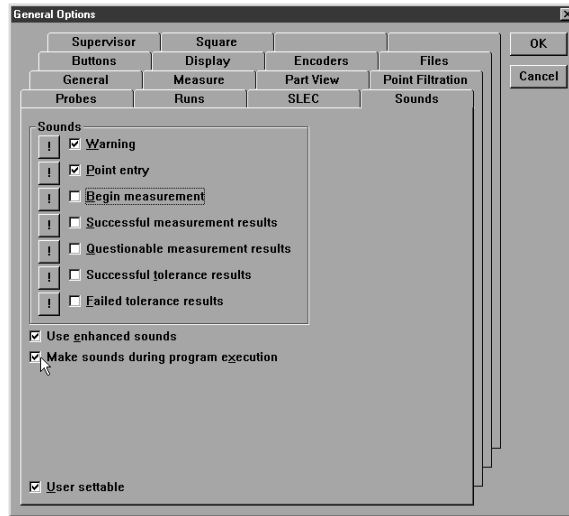 General Options
Supervisor Square
OK
Buttons Display Encoders Files
General Measure Part View Point Filtration
Cancel
Probes Runs SLEC Sounds
Sounds
! Warning
! Point entry
! Begin measurement
! Successful measurement results
! Questionable measurement results
! Successful tolerance results
! Failed tolerance results
Use enhanced sounds
Make sounds during program execution
User settable